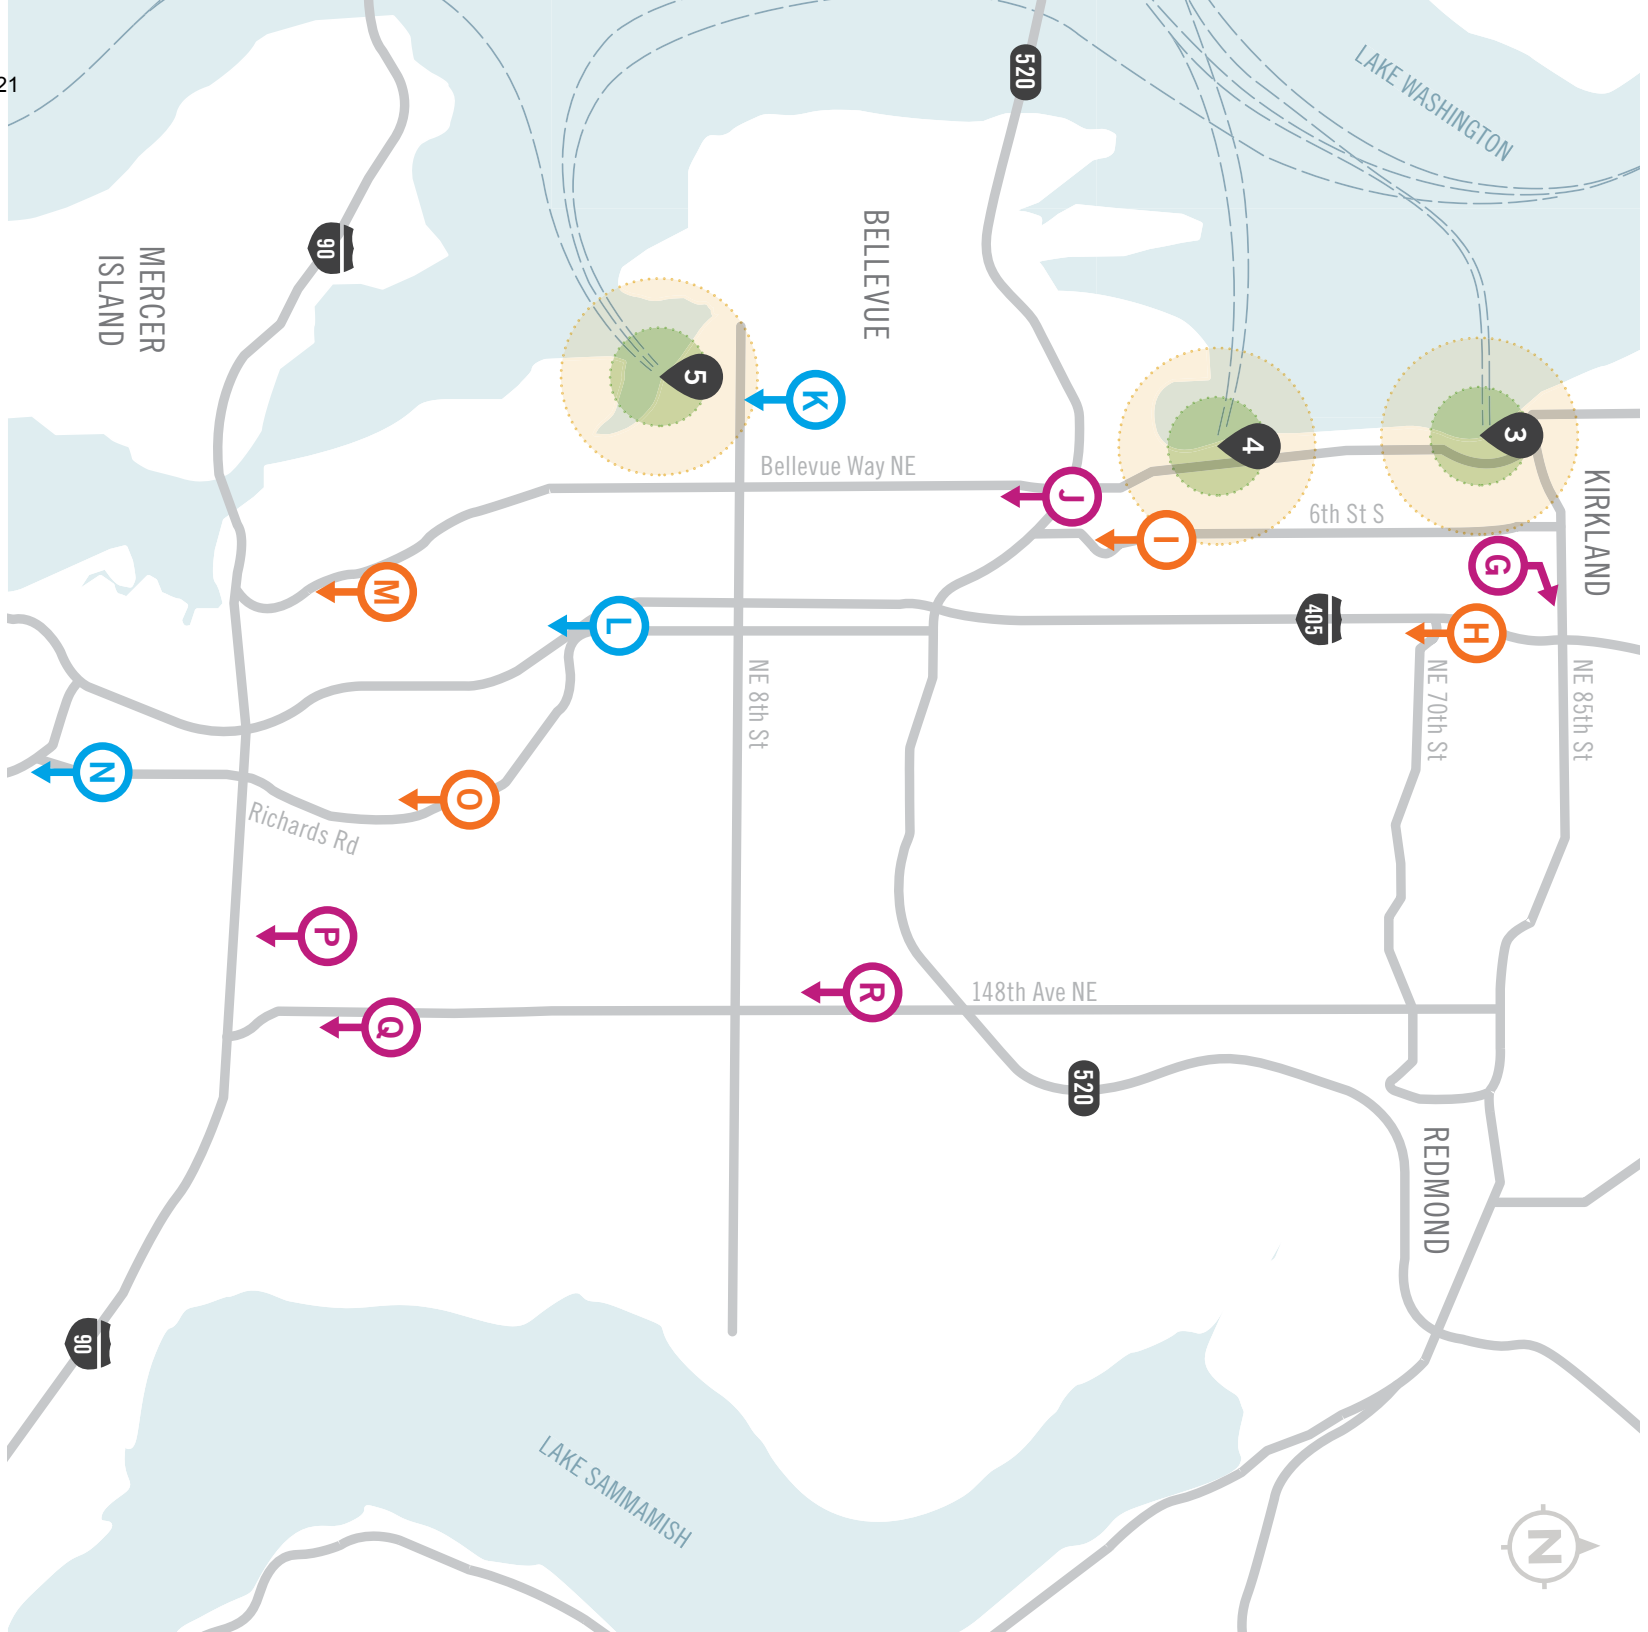 21
520
LAKE WASHINGTON
90
MERCER
ISLAND
BELLEVUE
5
K
3
4
Bellevue Way NE
J
6th St S
KIRKLAND
I
G
M
L
405
H
NE 8th St
NE 70th St
NE 85th St
N
O
Richards Rd
P
R
148th Ave NE
Q
520
REDMOND
90
LAKE SAMMAMISH
N